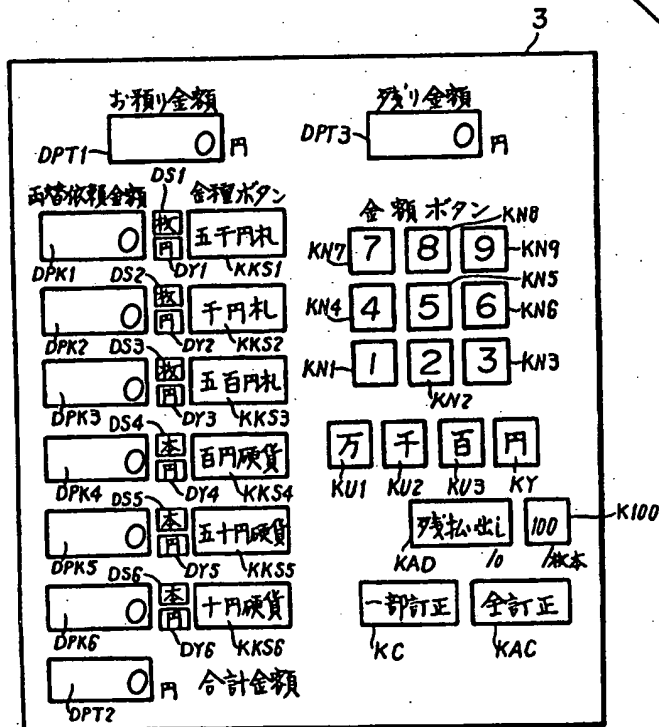 3
お預り金額 残り金額
DPT1 0 円 DPT3 0 円
両替依頼金額 DS1 金種ボタン 金額ボタン
0 枚 円 五千円札 KN7 7 8 KN8 9 KN9
DPK1 DY1 KKS1
DS2 KN4 4 5 KN5 6 KN6
0 枚 円 千円札
DPK2 DY2 KKS2
DS3 KN1 1 2 3 KN3
0 枚 円 五百円札 KN2
DPK3 DY3 KKS3
DS4
0 本 円 百円硬貨 万 千 百 円
DPK4 DY4 KKS4 KU1 KU2 KU3 KY
DS5
0 本 円 五十円硬貨 残払い出し 100 K100
DPK5 DY5 KKS5 KAD 枚本
DS6
0 本 円 十円硬貨 一部訂正 全訂正
DPK6 DY6 KKS6 KC KAC
0 円 合計金額
DPT2